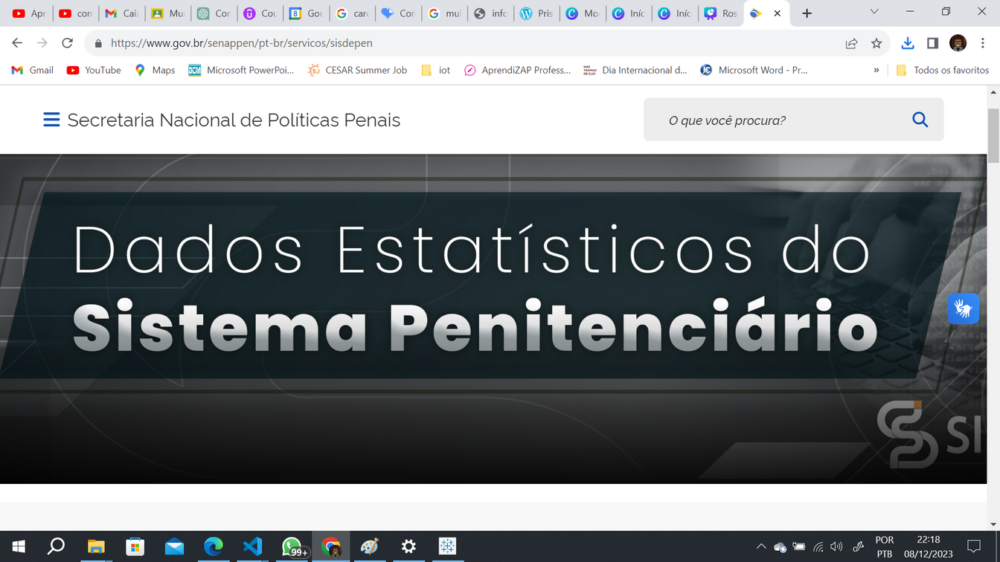 Apr
con
Caix
Mu
Cor
Cou
Goo
carc
Cor
mul
info
Pris
Mo
Iníc
Iníc
Ros
https://www.gov.br/senappen/pt-br/servicos/sisdepen
Gmail
YouTube
Maps
Microsoft PowerPoi...
CESAR Summer Job
iot
AprendiZAP Profess...
Dia Internacional d...
Microsoft Word - Pr...
»
Todos os favoritos
Secretaria Nacional de Políticas Penais
O que você procura?
Dados Estatísticos do
Sistema Penitenciário
SI
99+
POR
PTB
22:18
08/12/2023